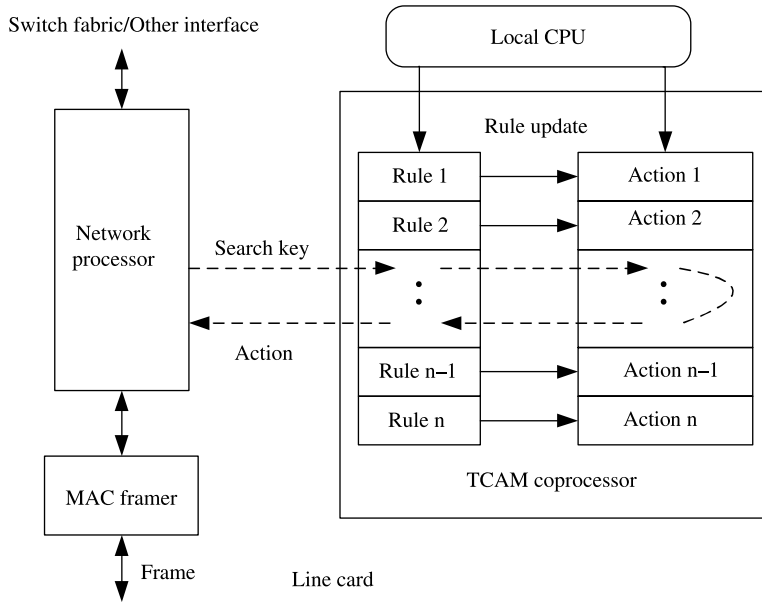 Switch fabric/Other interface
Local CPU
Rule update
Rule 1
Action 1
Rule 2
Action 2
Network
processor
Search key
:
:
Action
Rule n−1
Action n−1
Rule n
Action n
TCAM coprocessor
MAC framer
Frame
Line card